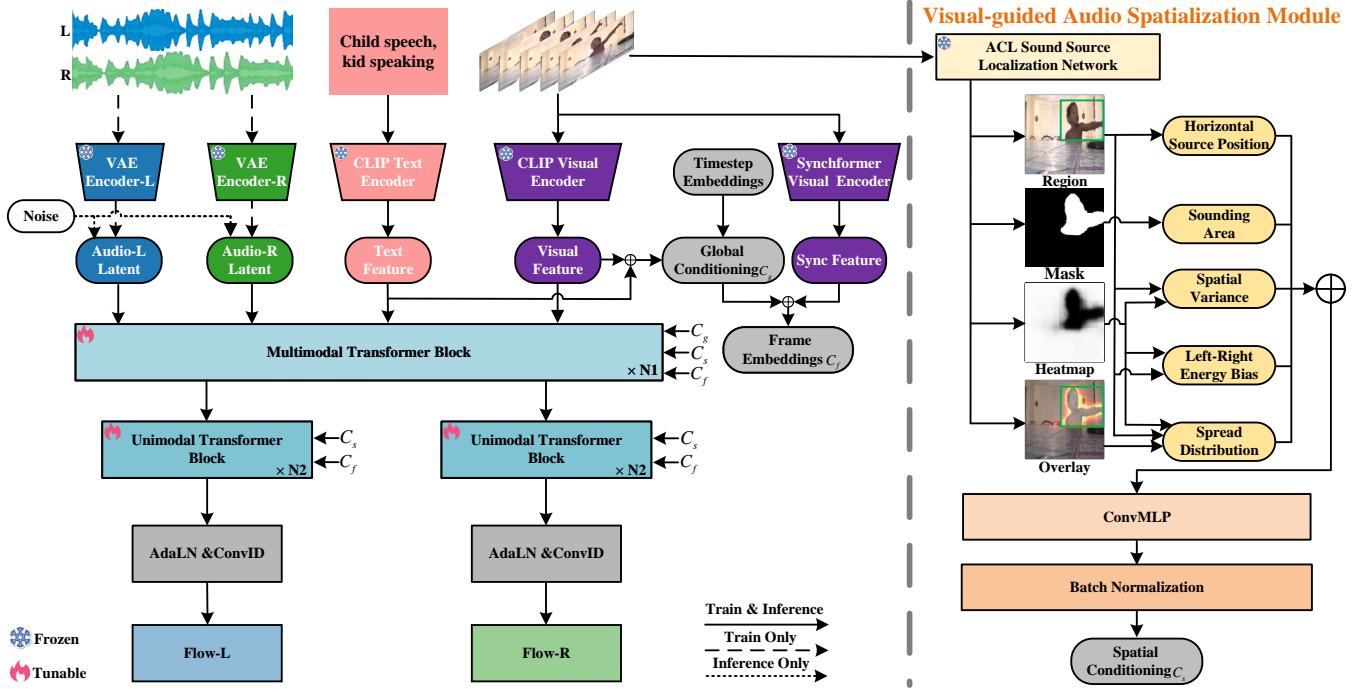 Visual-guided Audio Spatialization Module
L
R
Child speech,
kid speaking
ACL Sound Source
Localization Network
VAE
Encoder-L
VAE
Encoder-R
CLIP Text
Encoder
CLIP Visual
Encoder
Timestep
Embeddings
Synchformer
Visual Encoder
Noise
Audio-L
Latent
Audio-R
Latent
Text
Feature
Visual
Feature
Global
Conditioning C_g
Sync Feature
Multimodal Transformer Block
× N1
C_g
C_s
C_f
Frame
Embeddings C_f
Unimodal Transformer
Block
× N2
C_s
C_f
Unimodal Transformer
Block
× N2
C_s
C_f
AdaLN &ConvID
AdaLN &ConvID
Flow-L
Flow-R
Frozen
Tunable
Train & Inference
Train Only
Inference Only
Region
Mask
Heatmap
Overlay
Horizontal
Source Position
Sounding
Area
Spatial
Variance
Left-Right
Energy Bias
Spread
Distribution
ConvMLP
Batch Normalization
Spatial
Conditioning C_s